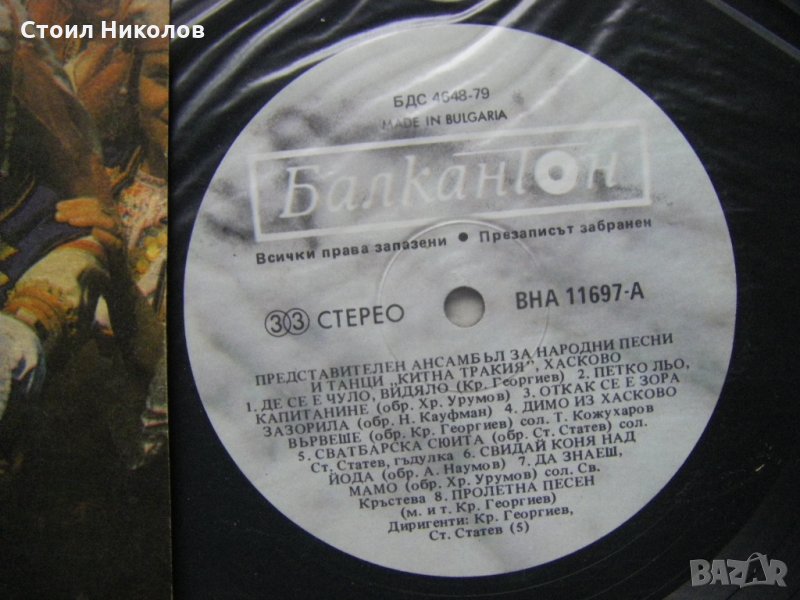 Стоил Николов
БДС 4648-79
MADE IN BULGARIA
Балкантон
Всички права запазени • Презаписът забранен
33 СТЕРЕО
ВНА 11697-А
ПРЕДСТАВИТЕЛЕН АНСАМБЪЛ ЗА НАРОДНИ ПЕСНИ
И ТАНЦИ „КИТНА ТРАКИЯ", ХАСКОВО
1. ДЕ СЕ Е ЧУЛО, ВИДЯЛО (Кр. Георгиев) 2. ПЕТКО ЛЬО,
КАПИТАНИНЕ (обр. Хр. Урумов) 3. ОТКАК СЕ Е ЗОРА
ЗАЗОРИЛА (обр. Н. Кауфман) 4. ДИМО ИЗ ХАСКОВО
ВЪРВЕШЕ (обр. Кр. Георгиев) сол. Т. Кожухаров
5. СВАТБАРСКА СЮИТА (обр. Ст. Статев) сол.
Ст. Статев, гъдулка 6. СВИДАЙ КОНЯ НАД
ЙОДА (обр. А. Наумов) 7. ДА ЗНАЕШ,
МАМО (обр. Хр. Урумов) сол. Св.
Кръстева 8. ПРОЛЕТНА ПЕСЕН
(м. и т. Кр. Георгиев)
Диригенти: Кр. Георгиев,
Ст. Статев (5)
BAZAR